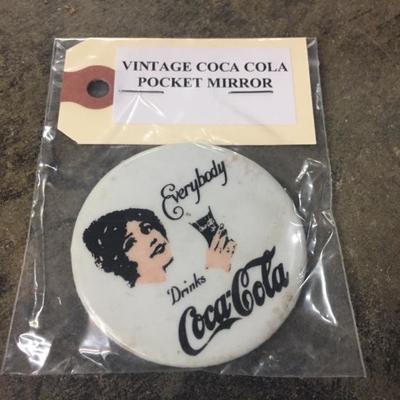 VINTAGE COCA COLA
POCKET MIRROR
Everybody
Drinks
Coca-Cola